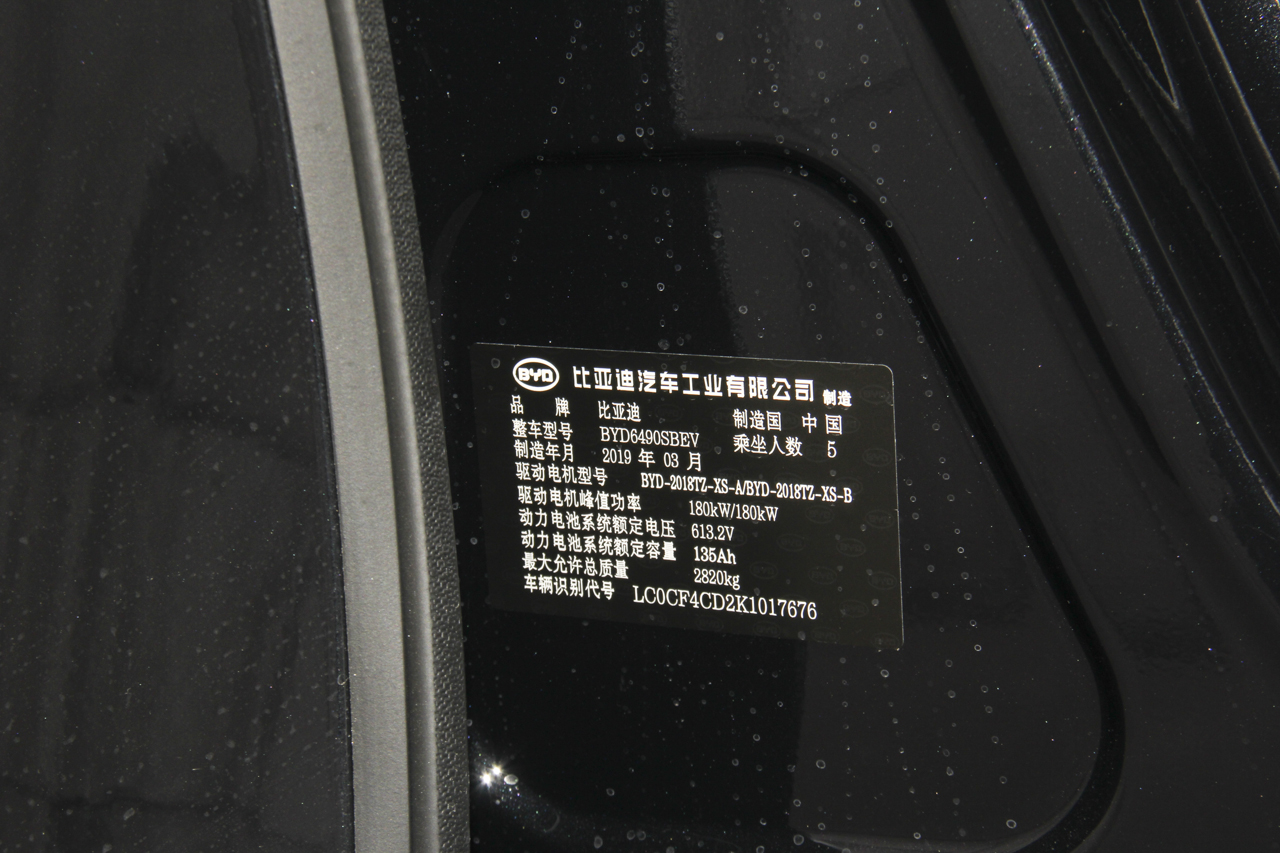 BYD 比亚迪汽车工业有限公司 制造
品 牌 比亚迪 制造国 中国
整车型号 BYD6490SBEV 乘坐人数 5
制造年月 2019 年 03 月
驱动电机型号 BYD-2018TZ-XS-A/BYD-2018TZ-XS-B
驱动电机峰值功率 180kW/180kW
动力电池系统额定电压 613.2V
动力电池系统额定容量 135Ah
最大允许总质量 2820kg
车辆识别代号 LC0CF4CD2K1017676